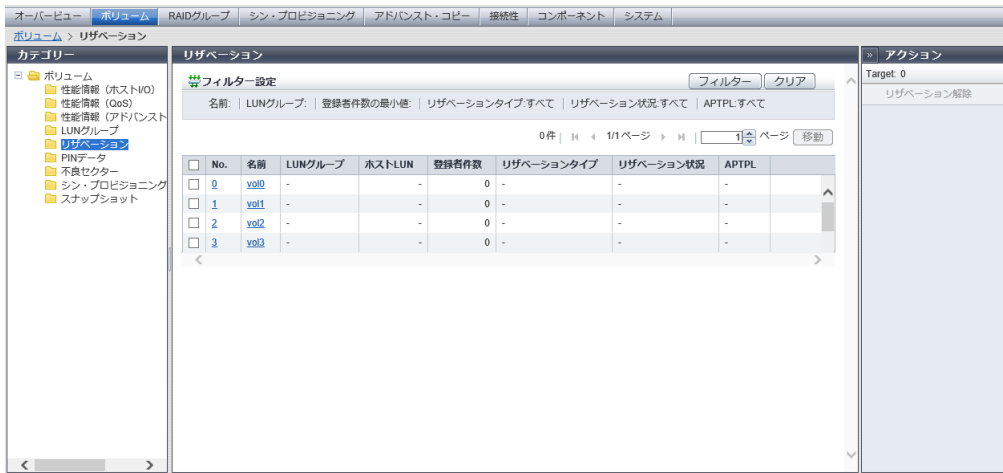 オーバービュー ボリューム RAIDグループ シン・プロビジョニング アドバンスト・コピー 接続性 コンポーネント システム
ボリューム > リザベーション
カテゴリー
ボリューム
性能情報（ホストI/O）
性能情報（QoS）
性能情報（アドバンスト
LUNグループ
リザベーション
PINデータ
不良セクター
シン・プロビジョニング
スナップショット
リザベーション
フィルター設定 フィルター クリア
名前: | LUNグループ: | 登録者件数の最小値: | リザベーションタイプ:すべて | リザベーション状況:すべて | APTPL:すべて
0件 | 1/1ページ | 1 ページ 移動
No. 名前 LUNグループ ホストLUN 登録者件数 リザベーションタイプ リザベーション状況 APTPL
0 vol0 - - 0 - - -
1 vol1 - - 0 - - -
2 vol2 - - 0 - - -
3 vol3 - - 0 - - -
» アクション
Target: 0
リザベーション解除